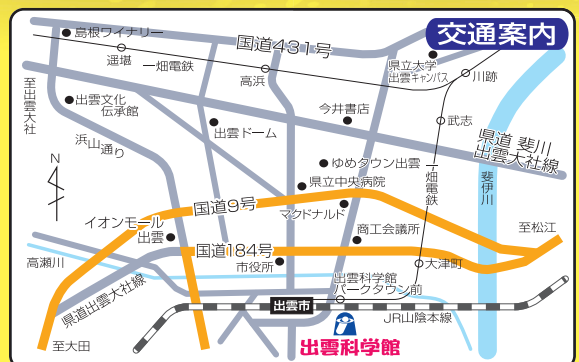 交通案内
島根ワイナリー
国道431号
遥堪
一畑電鉄
高浜
県立大学
出雲キャンパス
川跡
至出雲大社
出雲文化
伝承館
今井書店
武志
出雲ドーム
県道 斐川
出雲大社線
浜山通り
ゆめタウン出雲
一畑電鉄
斐伊川
N
県立中央病院
国道9号
マクドナルド
至松江
イオンモール
出雲
商工会議所
国道184号
高瀬川
市役所
大津町
県道出雲大社線
出雲科学館
パークタウン前
出雲市
JR山陰本線
至大田
出雲科学館